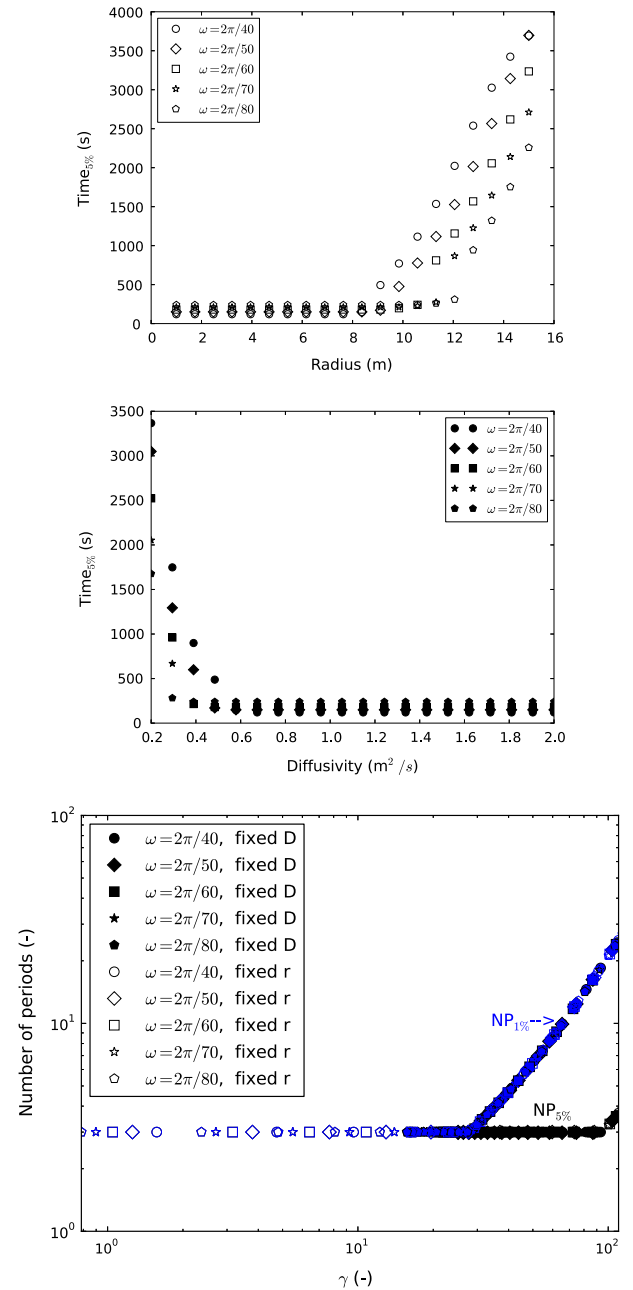 4000
3500
3000
2500
2000
1500
1000
500
0
Time5% (s)
ω=2π/40
ω=2π/50
ω=2π/60
ω=2π/70
ω=2π/80
0 2 4 6 8 10 12 14 16
Radius (m)
3500
3000
2500
2000
1500
1000
500
0
Time5% (s)
ω=2π/40
ω=2π/50
ω=2π/60
ω=2π/70
ω=2π/80
0.2 0.4 0.6 0.8 1.0 1.2 1.4 1.6 1.8 2.0
Diffusivity (m² /s)
10²
10¹
10⁰
Number of periods (-)
ω=2π/40, fixed D
ω=2π/50, fixed D
ω=2π/60, fixed D
ω=2π/70, fixed D
ω=2π/80, fixed D
ω=2π/40, fixed r
ω=2π/50, fixed r
ω=2π/60, fixed r
ω=2π/70, fixed r
ω=2π/80, fixed r
NP1%
NP5%
10⁰ 10¹ 10²
γ (-)